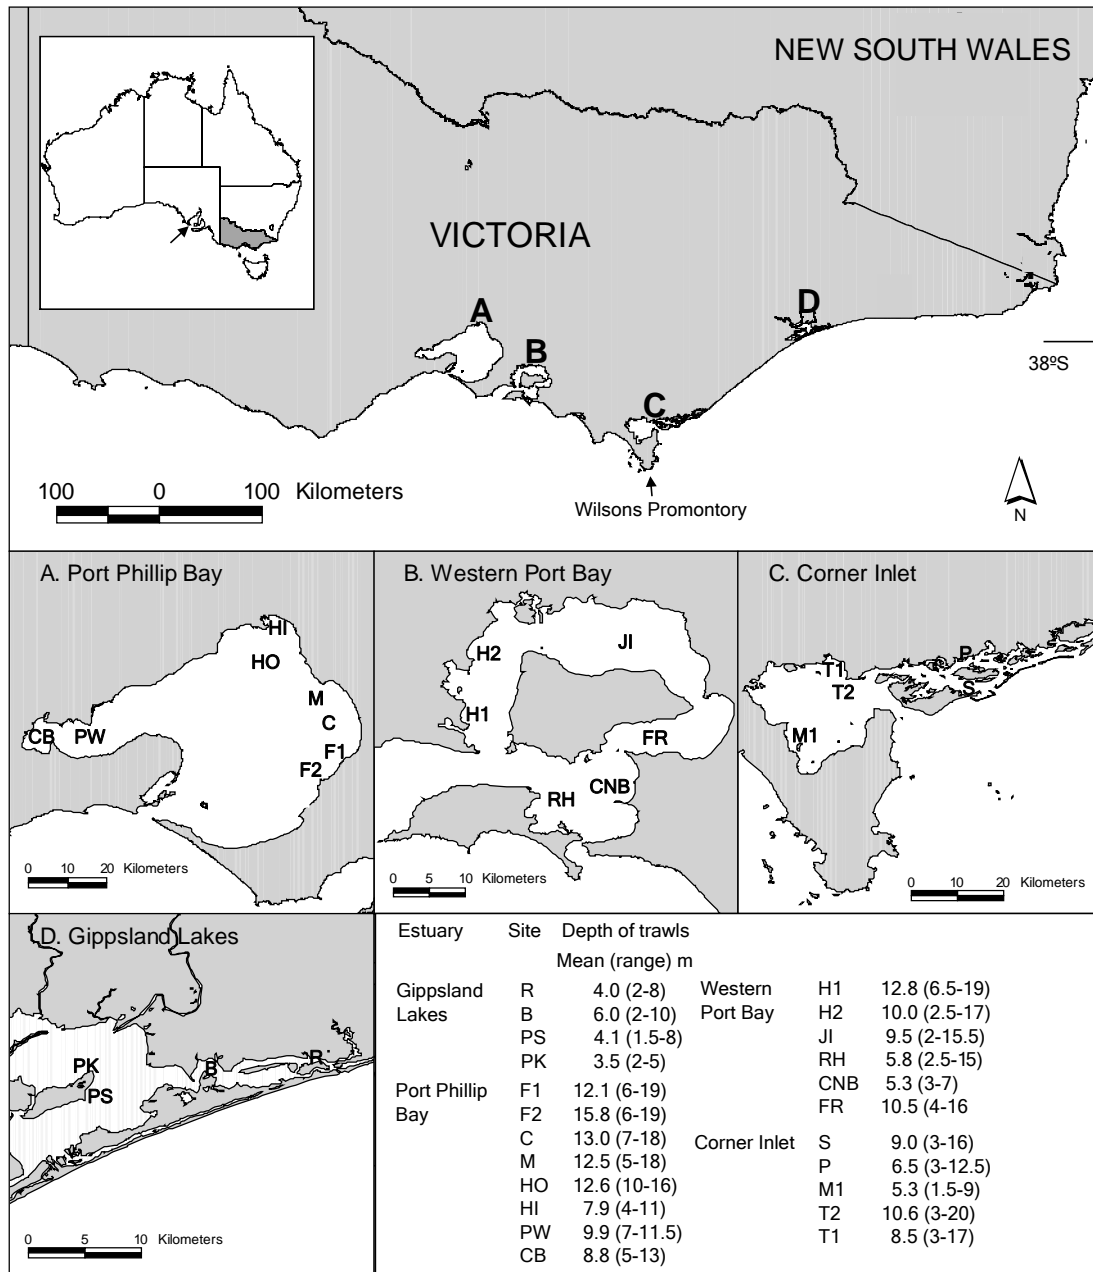 NEW SOUTH WALES
VICTORIA
A
B
C
D
38ºS
100 0 100 Kilometers
Wilsons Promontory
N
A. Port Phillip Bay
HI
HO
M
C
CB PW
F1
F2
0 10 20 Kilometers
B. Western Port Bay
H2
JI
H1
FR
CNB
RH
0 5 10 Kilometers
C. Corner Inlet
P
T1
T2
S
M1
0 10 20 Kilometers
D. Gippsland Lakes
R
B
PK
PS
0 5 10 Kilometers
Estuary Site Depth of trawls
Mean (range) m
Gippsland R 4.0 (2-8)
Lakes B 6.0 (2-10)
PS 4.1 (1.5-8)
PK 3.5 (2-5)
Port Phillip F1 12.1 (6-19)
Bay F2 15.8 (6-19)
C 13.0 (7-18)
M 12.5 (5-18)
HO 12.6 (10-16)
HI 7.9 (4-11)
PW 9.9 (7-11.5)
CB 8.8 (5-13)
Western H1 12.8 (6.5-19)
Port Bay H2 10.0 (2.5-17)
JI 9.5 (2-15.5)
RH 5.8 (2.5-15)
CNB 5.3 (3-7)
FR 10.5 (4-16
Corner Inlet S 9.0 (3-16)
P 6.5 (3-12.5)
M1 5.3 (1.5-9)
T2 10.6 (3-20)
T1 8.5 (3-17)